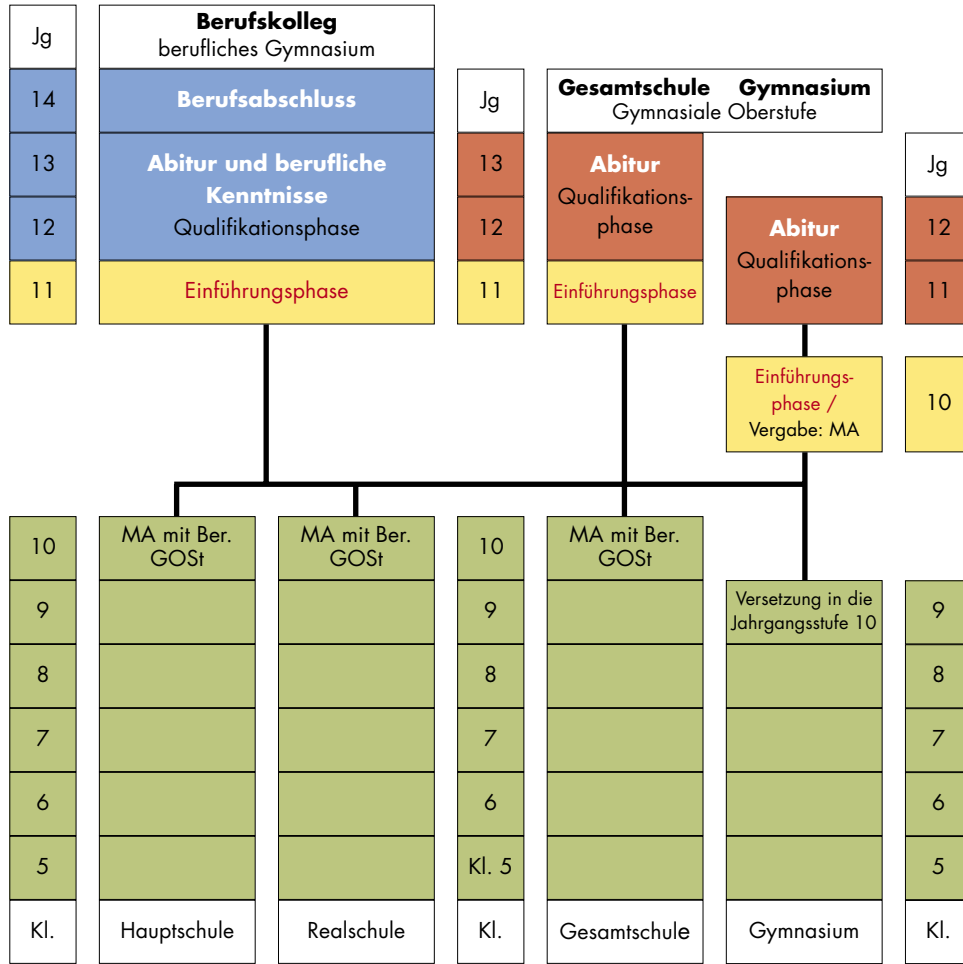 Jg
Berufskolleg
berufliches Gymnasium
14
Berufsabschluss
Jg
Gesamtschule Gymnasium
Gymnasiale Oberstufe
13
Abitur und berufliche
Kenntnisse
Qualifikationsphase
12
13
Abitur
Qualifikations-
phase
12
Jg
Abitur
Qualifikations-
phase
12
11
11
Einführungsphase
11
Einführungsphase
Einführungs-
phase /
Vergabe: MA
10
10
MA mit Ber.
GOSt
MA mit Ber.
GOSt
10
MA mit Ber.
GOSt
9
9
Versetzung in die
Jahrgangsstufe 10
9
8
8
8
7
7
7
6
6
6
5
Kl. 5
5
Kl.
Hauptschule
Realschule
Kl.
Gesamtschule
Gymnasium
Kl.